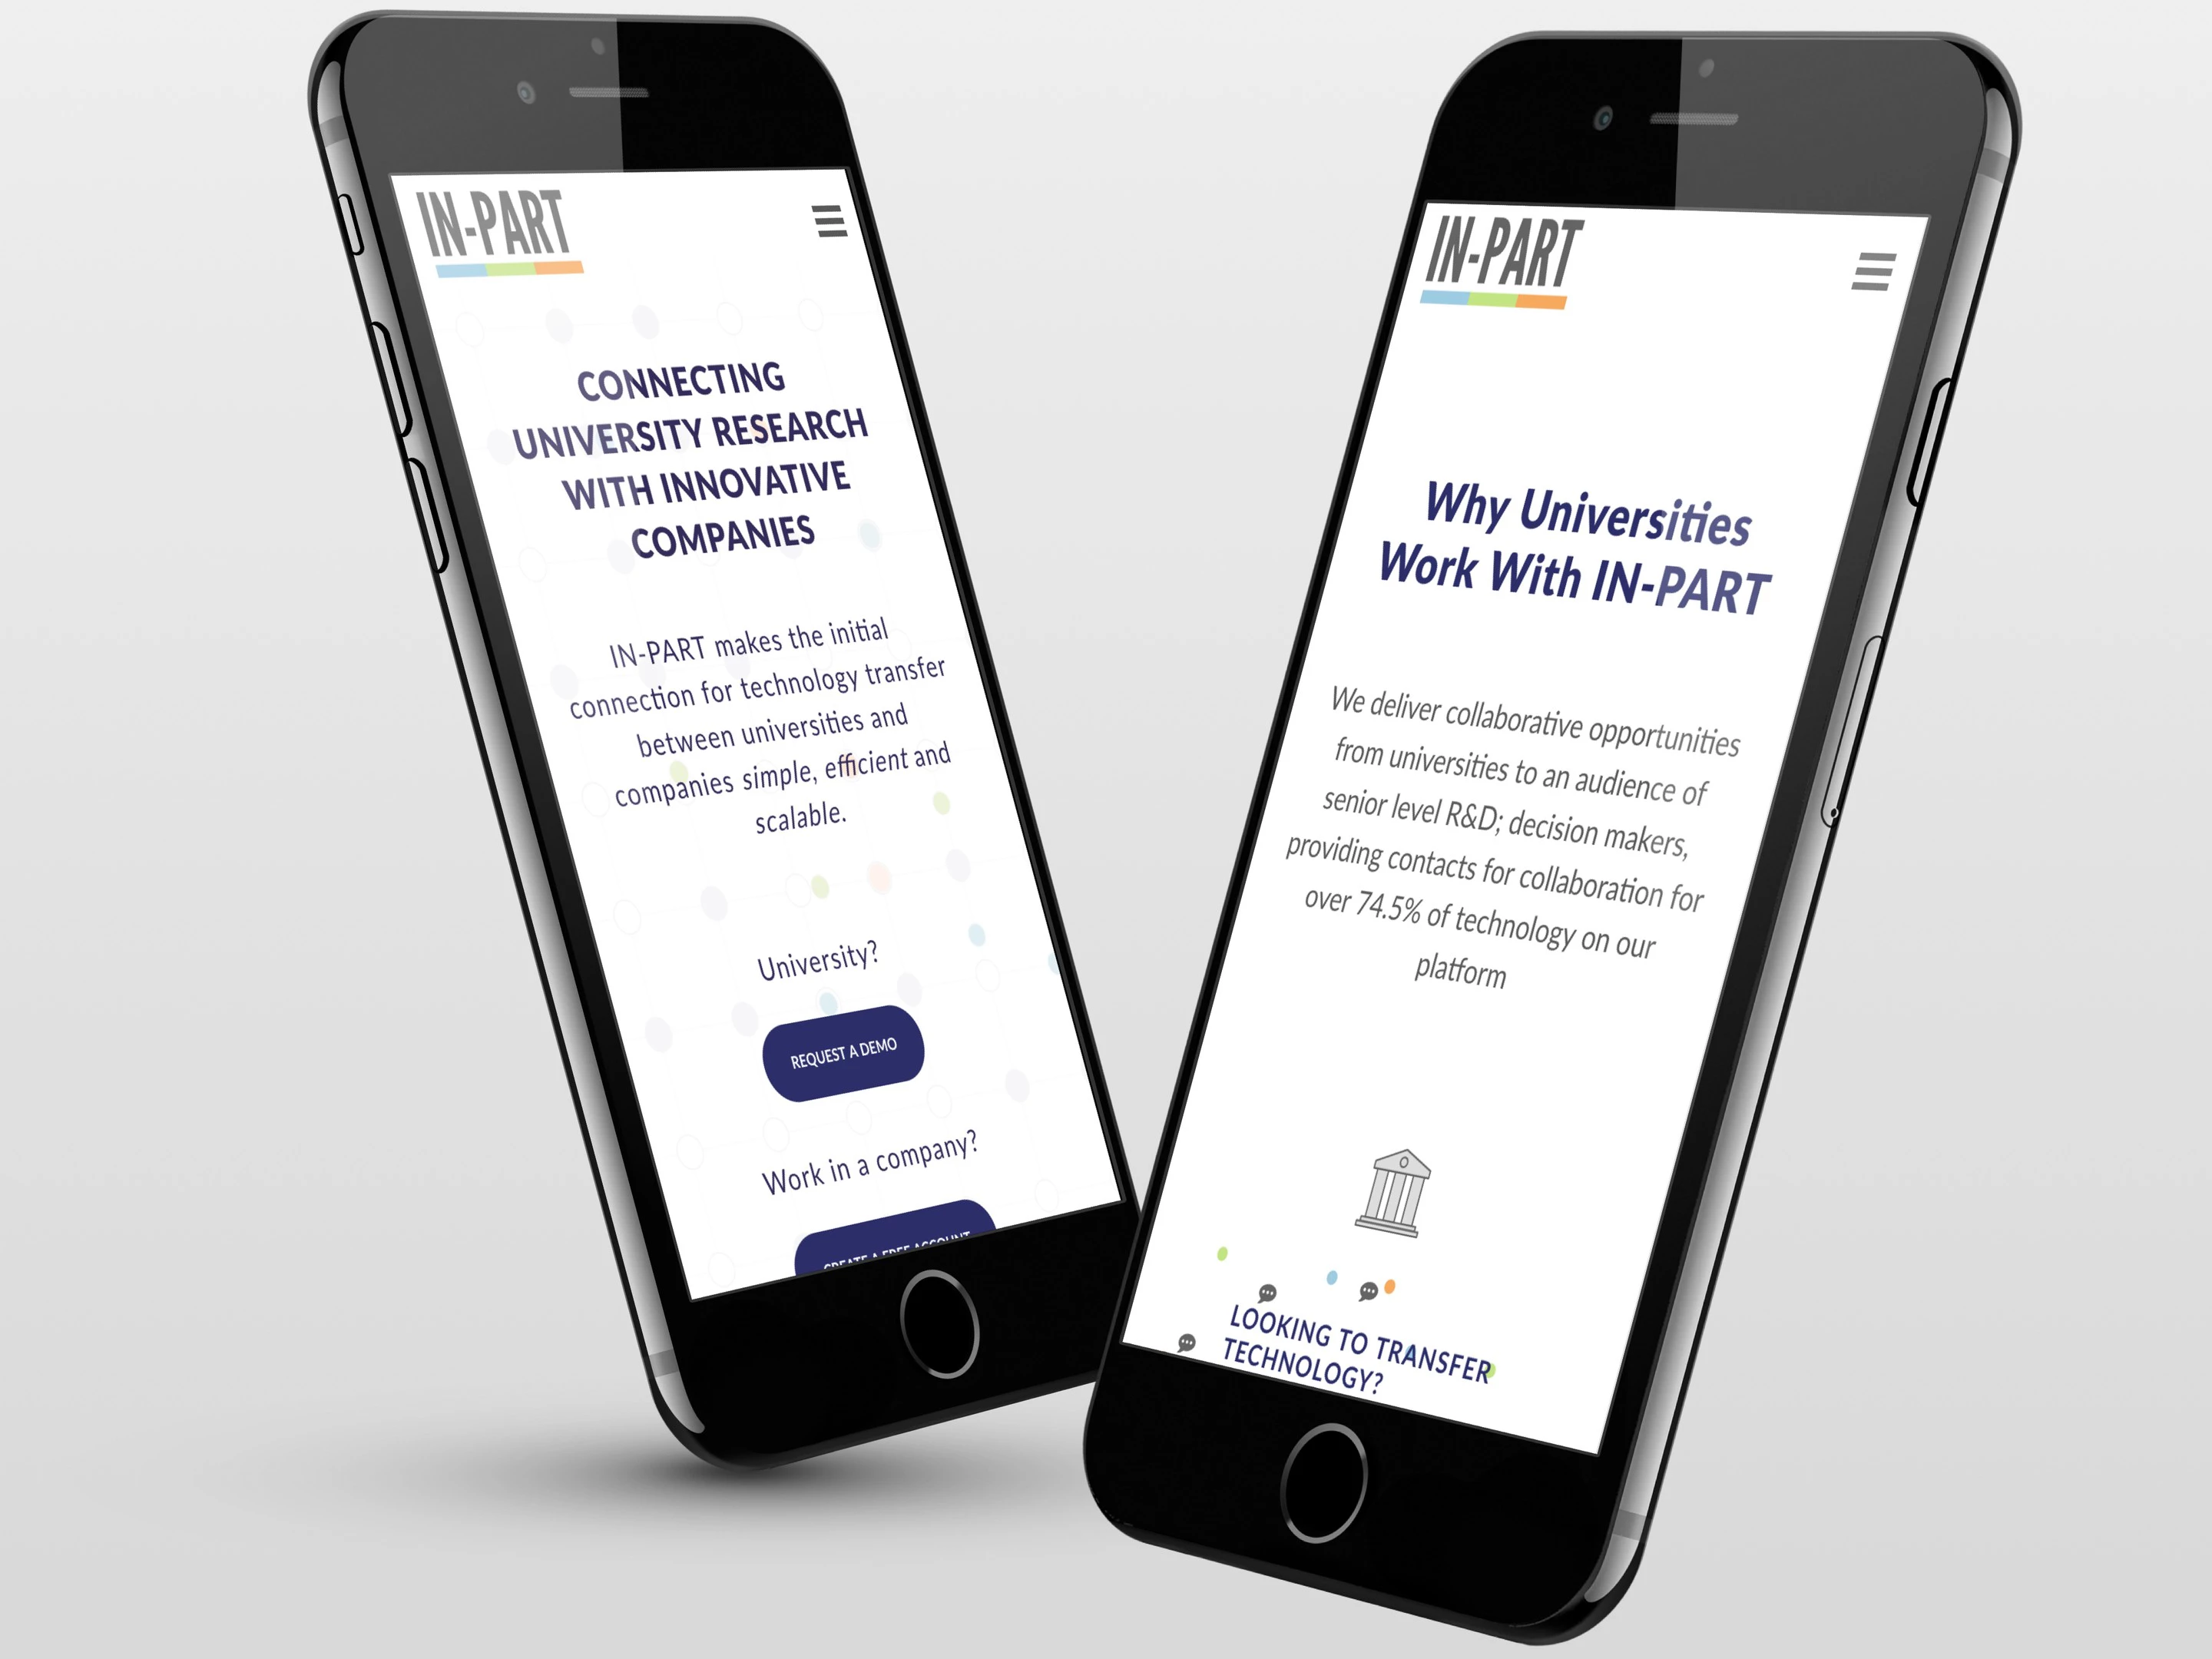 IN-PART
CONNECTING
UNIVERSITY RESEARCH
WITH INNOVATIVE
COMPANIES
IN-PART makes the initial
connection for technology transfer
between universities and
companies simple, efficient and
scalable.
University?
REQUEST A DEMO
Work in a company?
CREATE A FREE ACCOUNT
IN-PART
Why Universities
Work With IN-PART
We deliver collaborative opportunities
from universities to an audience of
senior level R&D; decision makers,
providing contacts for collaboration for
over 74.5% of technology on our
platform
LOOKING TO TRANSFER
TECHNOLOGY?